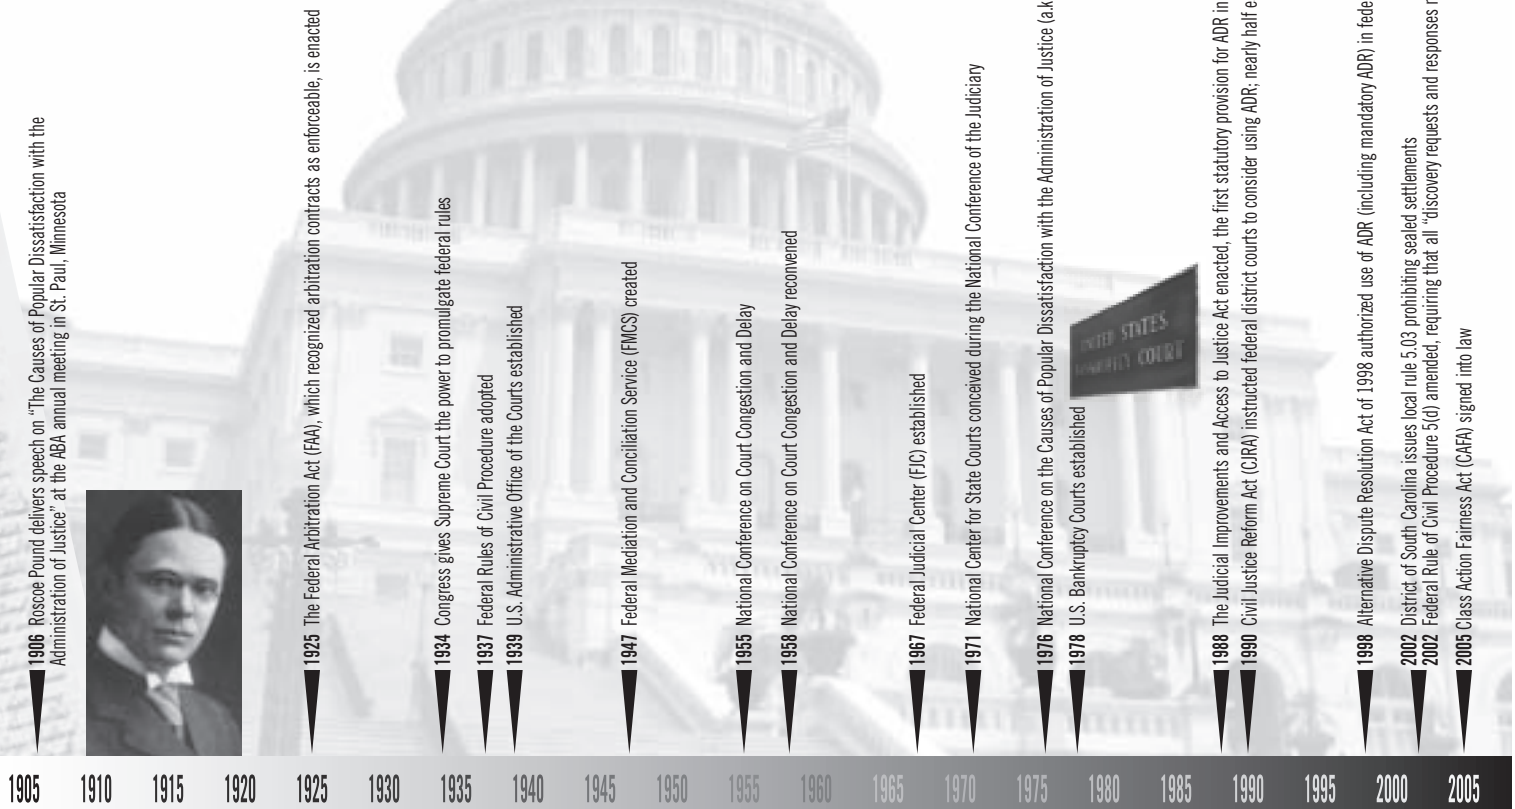 1906 Roscoe Pound delivers speech on “The Causes of Popular Dissatisfaction with the
Administration of Justice” at the ABA annual meeting in St. Paul, Minnesota
1925 The Federal Arbitration Act (FAA), which recognized arbitration contracts as enforceable, is enacted
1934 Congress gives Supreme Court the power to promulgate federal rules
1937 Federal Rules of Civil Procedure adopted
1939 U.S. Administrative Office of the Courts established
1947 Federal Mediation and Conciliation Service (FMCS) created
1955 National Conference on Court Congestion and Delay
1958 National Conference on Court Congestion and Delay reconvened
1967 Federal Judicial Center (FJC) established
1971 National Center for State Courts conceived during the National Conference of the Judiciary
1976 National Conference on the Causes of Popular Dissatisfaction with the Administration of Justice (a.k
1978 U.S. Bankruptcy Courts established
UNITED STATES
BANKRUPTCY COURT
1988 The Judicial Improvements and Access to Justice Act enacted, the first statutory provision for ADR in
1990 Civil Justice Reform Act (CJRA) instructed federal district courts to consider using ADR; nearly half e
1998 Alternative Dispute Resolution Act of 1998 authorized use of ADR (including mandatory ADR) in fede
2002 District of South Carolina issues local rule 5.03 prohibiting sealed settlements
2002 Federal Rule of Civil Procedure 5(d) amended, requiring that all “discovery requests and responses
2005 Class Action Fairness Act (CAFA) signed into law
1905 1910 1915 1920 1925 1930 1935 1940 1945 1950 1955 1960 1965 1970 1975 1980 1985 1990 1995 2000 2005